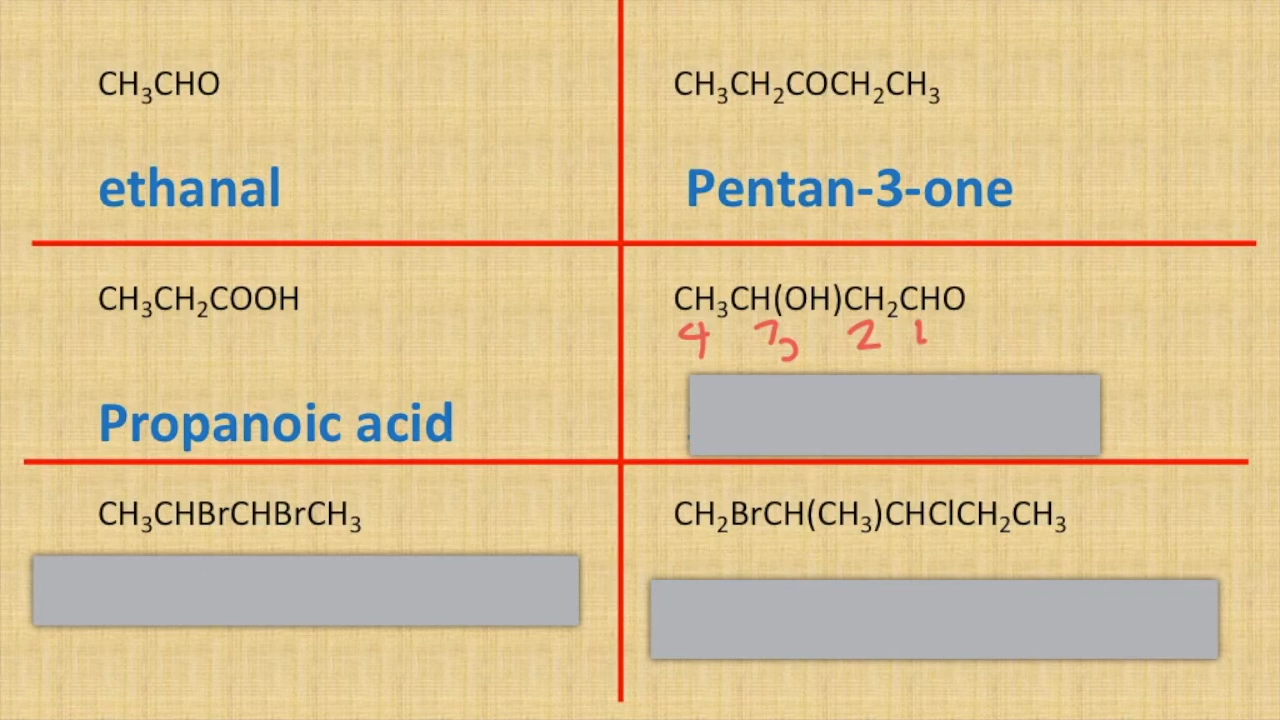 CH₃CHO
ethanal
CH₃CH₂COCH₂CH₃
Pentan-3-one
CH₃CH₂COOH
Propanoic acid
CH₃CH(OH)CH₂CHO
4 3 2 1
CH₃CHBrCHBrCH₃
CH₂BrCH(CH₃)CHClCH₂CH₃